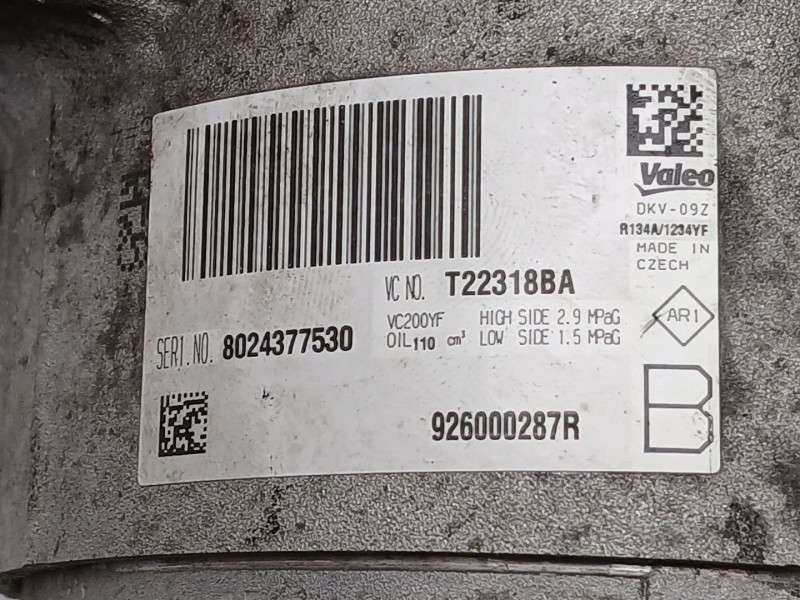 Valeo
DKV-09Z
R134A/1234YF
MADE IN
CZECH
VC NO. T22318BA
VC200YF HIGH SIDE 2.9 MPaG
OIL 110 cm³ LOW SIDE 1.5 MPaG
AR1
SERI.NO. 8024377530
926000287R
B